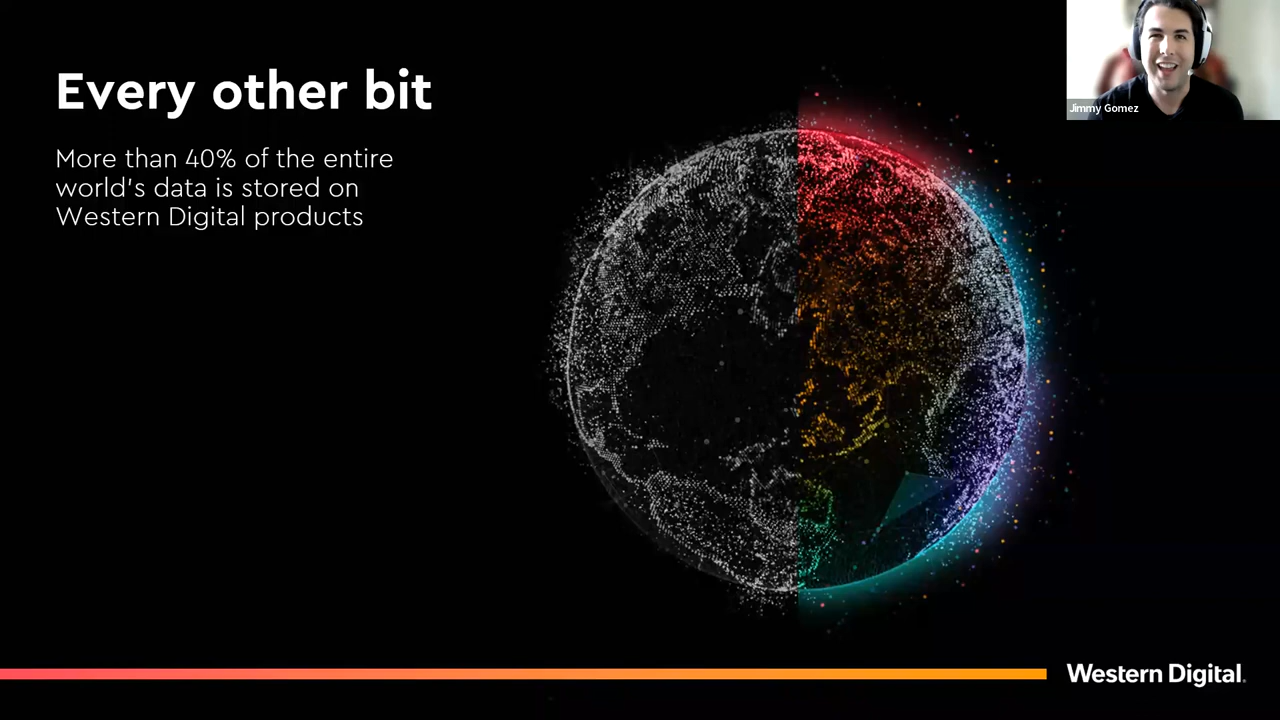 Every other bit
More than 40% of the entire
world's data is stored on
Western Digital products
Jimmy Gomez
Western Digital.